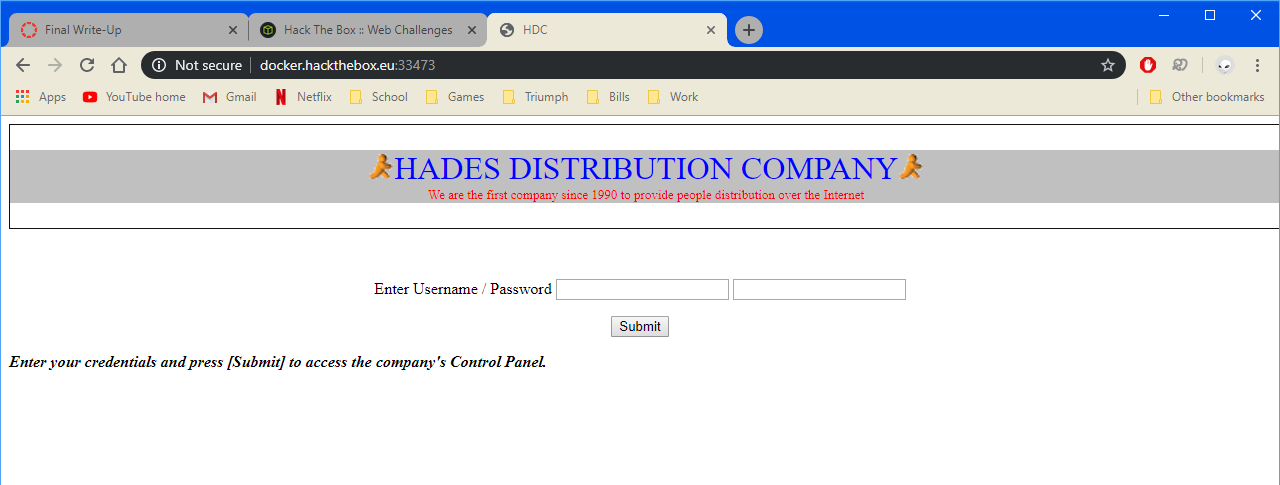 Final Write-Up
Hack The Box :: Web Challenges
HDC
Not secure
docker.hackthebox.eu:33473
Apps
YouTube home
Gmail
Netflix
School
Games
Triumph
Bills
Work
Other bookmarks
HADES DISTRIBUTION COMPANY
We are the first company since 1990 to provide people distribution over the Internet
Enter Username / Password
Submit
Enter your credentials and press [Submit] to access the company's Control Panel.